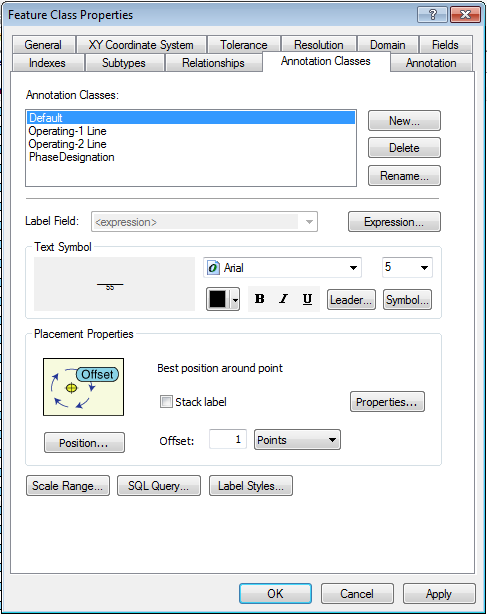 Feature Class Properties
General XY Coordinate System Tolerance Resolution Domain Fields
Indexes Subtypes Relationships Annotation Classes Annotation
Annotation Classes:
Default
Operating-1 Line
Operating-2 Line
PhaseDesignation
New...
Delete
Rename...
Label Field: <expression> Expression...
Text Symbol
55
Arial 5
B I U Leader... Symbol...
Placement Properties
Offset
Best position around point
Stack label Properties...
Position... Offset: 1 Points
Scale Range... SQL Query... Label Styles...
OK Cancel Apply